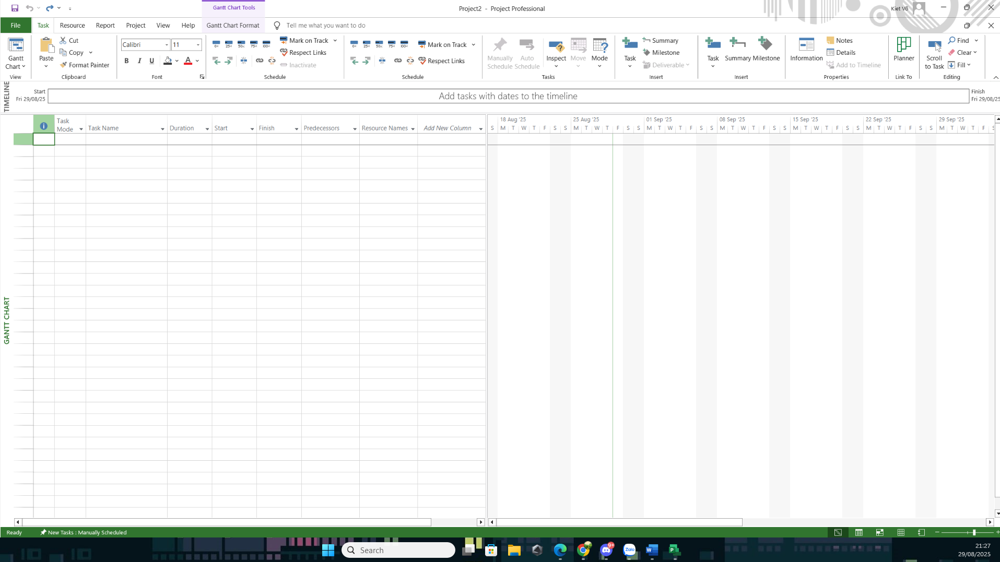 Gantt Chart Tools
Project2 - Project Professional
Kiet Võ
File Task Resource Report Project View Help Gantt Chart Format Tell me what you want to do
Gantt Chart
View
Paste
Cut
Copy
Format Painter
Clipboard
Calibri 11
B I U A
Font
0% 25% 50% 75% 100%
Mark on Track
Respect Links
Inactivate
Schedule
0% 25% 50% 75% 100%
Mark on Track
Respect Links
Schedule
Manually Schedule
Auto Schedule
Inspect
Move
Mode
Tasks
Task
Summary
Milestone
Deliverable
Insert
Task
Summary
Milestone
Insert
Information
Notes
Details
Add to Timeline
Properties
Planner
Link To
Scroll to Task
Find
Clear
Fill
Editing
TIMELINE
Start
Fri 29/08/25
Add tasks with dates to the timeline
Finish
Fri 29/08/25
Task Mode
Task Name
Duration
Start
Finish
Predecessors
Resource Names
Add New Column
18 Aug '25 25 Aug '25 01 Sep '25 08 Sep '25 15 Sep '25 22 Sep '25 29 Sep '25
S M T W T F S S M T W T F S S M T W T F S S M T W T F S S M T W T F S S M T W T F S S M T W T F S
GANTT CHART
Ready
New Tasks : Manually Scheduled
Search
9+
Zalo
W
P
21:27
29/08/2025